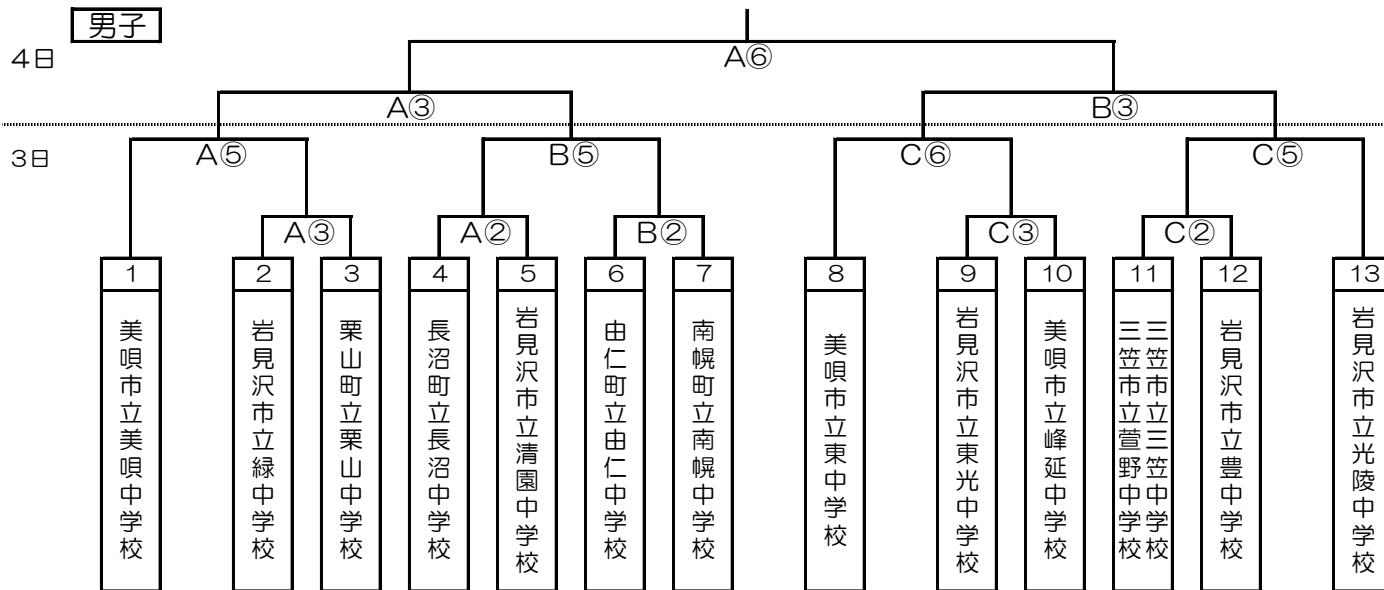 男子
4日
A⑥
A③
B③
3日
A⑤
B⑤
C⑥
C⑤
A③
A②
B②
C③
C②
1
2
3
4
5
6
7
8
9
10
11
12
13
美唄市立美唄中学校
岩見沢市立緑中学校
栗山町立栗山中学校
長沼町立長沼中学校
岩見沢市立清園中学校
由仁町立由仁中学校
南幌町立南幌中学校
美唄市立東中学校
岩見沢市立東光中学校
美唄市立峰延中学校
三笠市立三笠中学校
三笠市立萱野中学校
岩見沢市立豊中学校
岩見沢市立光陵中学校